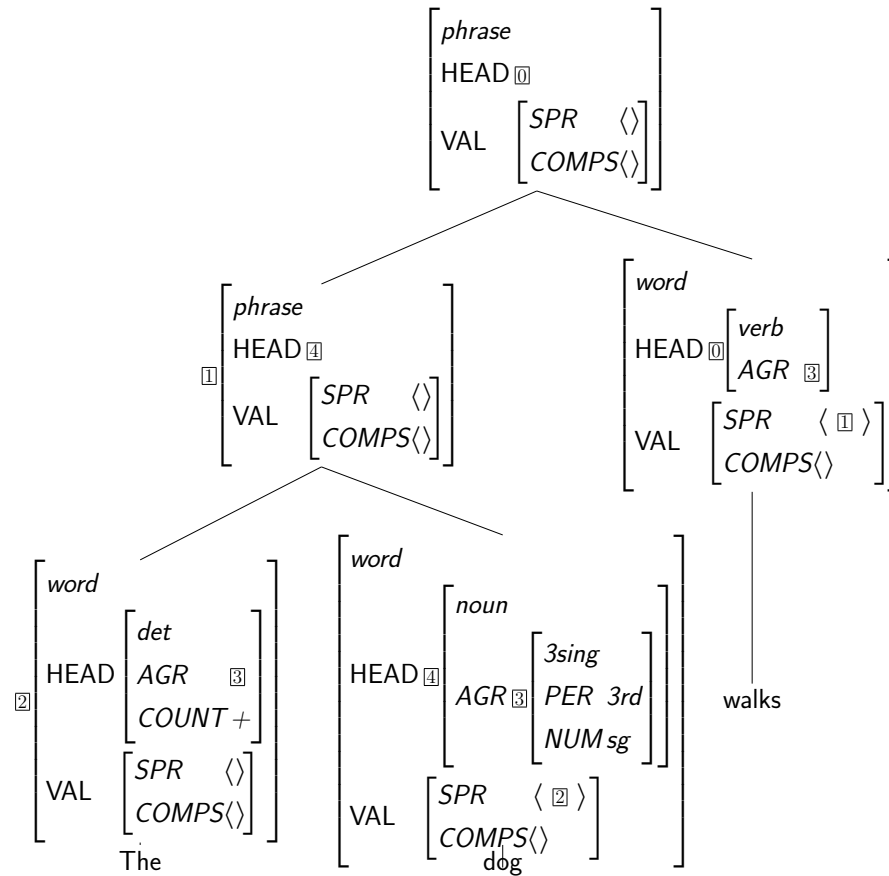 phrase
HEAD 0
VAL SPR ⟨⟩
COMPS⟨⟩
1 phrase
HEAD 4
VAL SPR ⟨⟩
COMPS⟨⟩
word
HEAD 0 verb
AGR 3
VAL SPR ⟨ 1 ⟩
COMPS⟨⟩
2 word
HEAD det
AGR 3
COUNT +
VAL SPR ⟨⟩
COMPS⟨⟩
The
word
HEAD 4 noun
AGR 3 3sing
PER 3rd
NUM sg
VAL SPR ⟨ 2 ⟩
COMPS⟨⟩
dog
walks